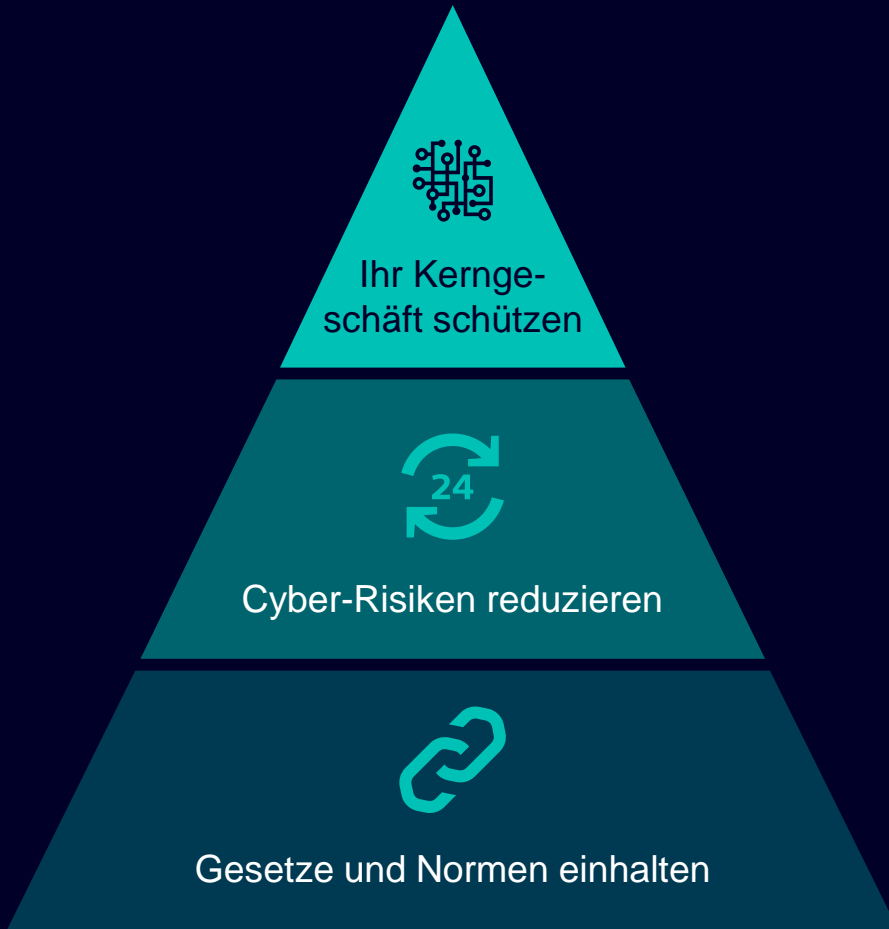 Ihr Kernge-
schäft schützen
24
Cyber-Risiken reduzieren
Gesetze und Normen einhalten